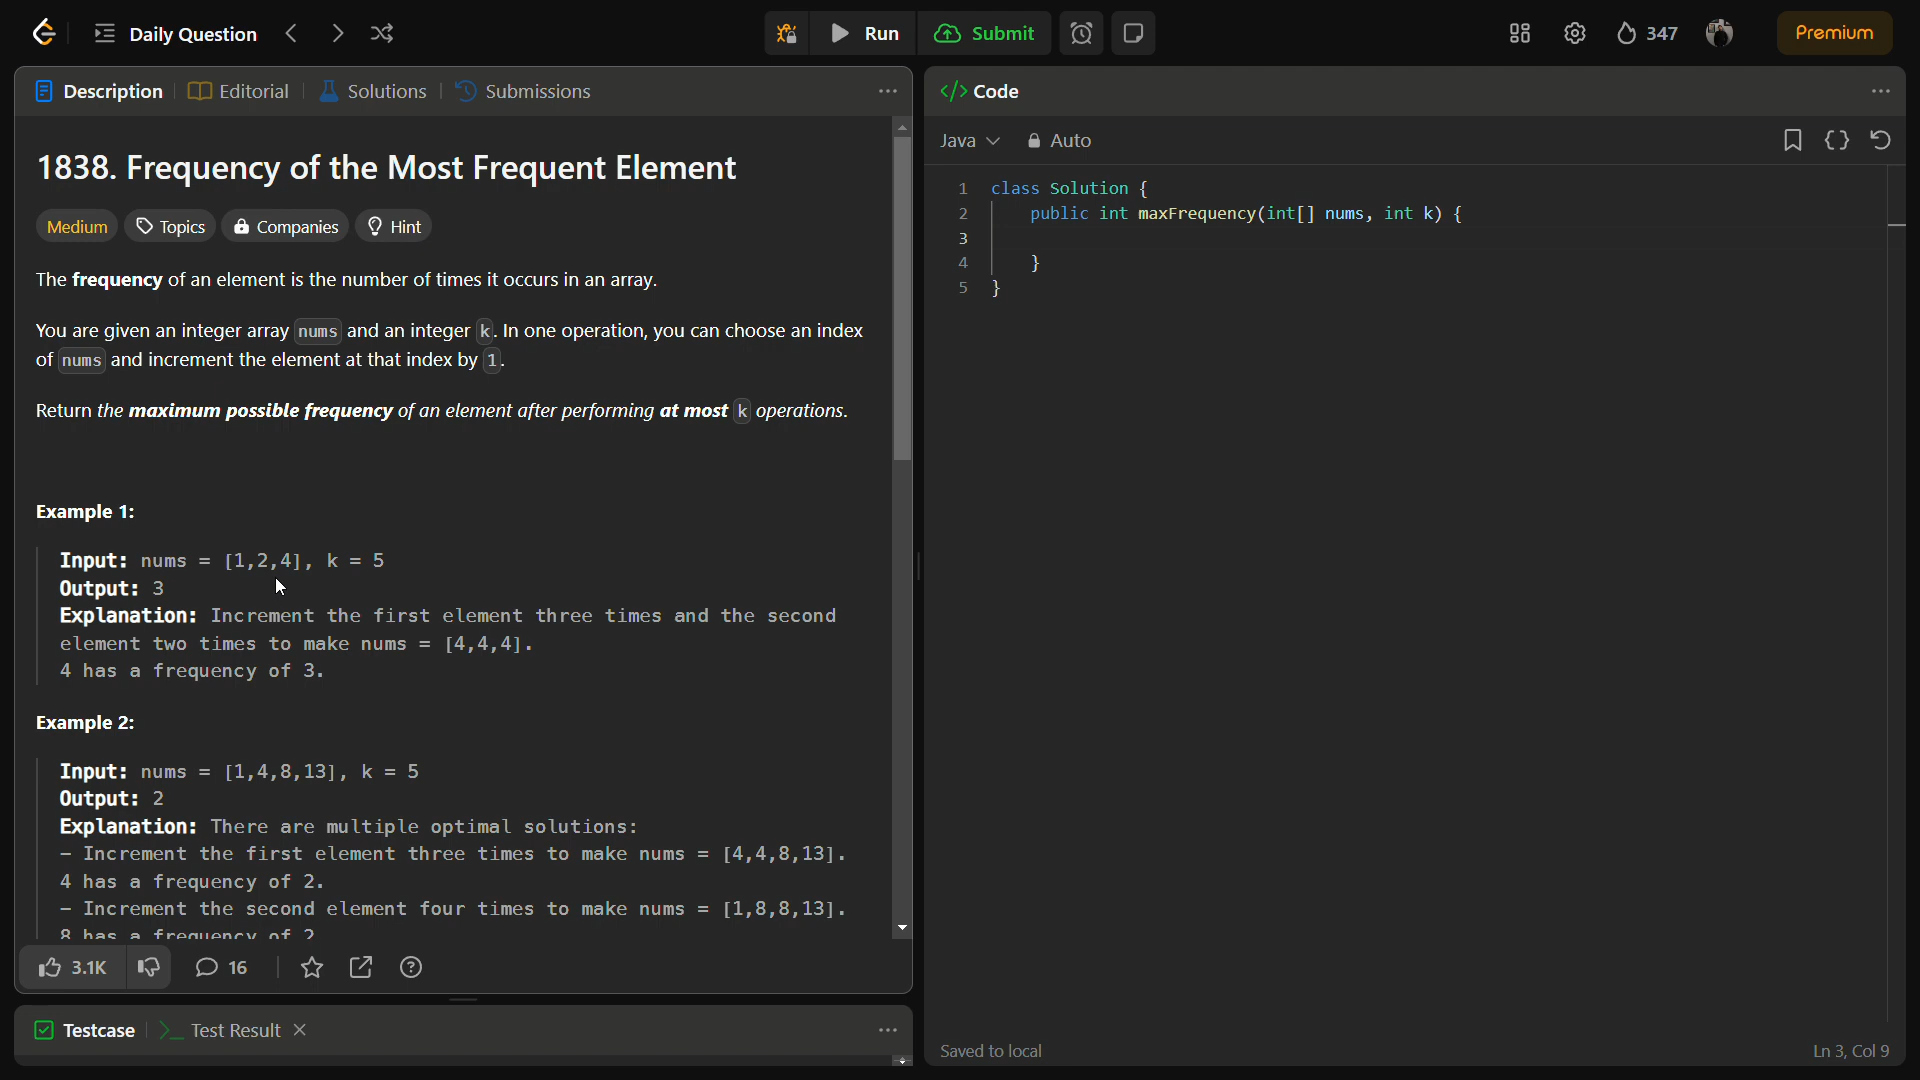 Daily Question
Run
Submit
347
Premium
Description
Editorial
Solutions
Submissions
1838. Frequency of the Most Frequent Element
Medium
Topics
Companies
Hint
The frequency of an element is the number of times it occurs in an array.
You are given an integer array nums and an integer k. In one operation, you can choose an index
of nums and increment the element at that index by 1.
Return the maximum possible frequency of an element after performing at most k operations.
Example 1:
Input: nums = [1,2,4], k = 5
Output: 3
Explanation: Increment the first element three times and the second
element two times to make nums = [4,4,4].
4 has a frequency of 3.
Example 2:
Input: nums = [1,4,8,13], k = 5
Output: 2
Explanation: There are multiple optimal solutions:
- Increment the first element three times to make nums = [4,4,8,13].
4 has a frequency of 2.
- Increment the second element four times to make nums = [1,8,8,13].
8 has a frequency of 2
3.1K
16
Testcase
Test Result
</> Code
Java
Auto
1 class Solution {
2 public int maxFrequency(int[] nums, int k) {
3
4 }
5 }
Saved to local
Ln 3, Col 9